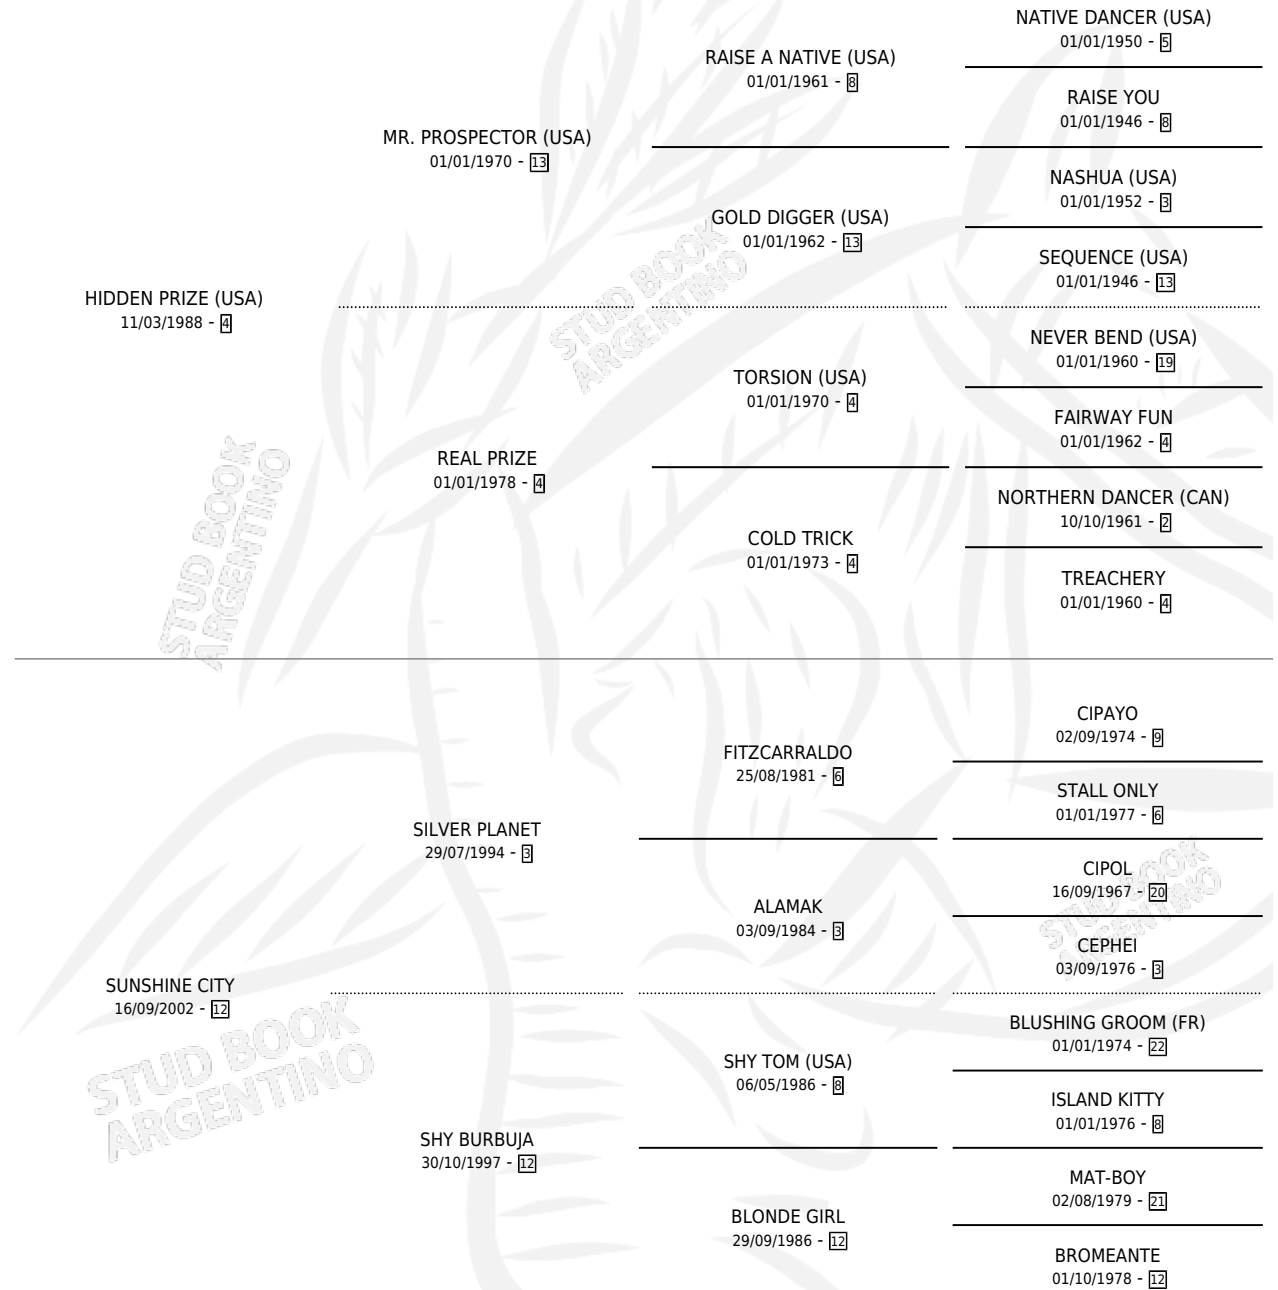 NATIVE DANCER (USA)
01/01/1950 - 5
RAISE A NATIVE (USA)
01/01/1961 - 8
RAISE YOU
01/01/1946 - 8
MR. PROSPECTOR (USA)
01/01/1970 - 13
NASHUA (USA)
01/01/1952 - 3
GOLD DIGGER (USA)
01/01/1962 - 13
SEQUENCE (USA)
01/01/1946 - 13
HIDDEN PRIZE (USA)
11/03/1988 - 4
NEVER BEND (USA)
01/01/1960 - 19
TORSION (USA)
01/01/1970 - 4
FAIRWAY FUN
01/01/1962 - 4
REAL PRIZE
01/01/1978 - 4
NORTHERN DANCER (CAN)
10/10/1961 - 2
COLD TRICK
01/01/1973 - 4
TREACHERY
01/01/1960 - 4
CIPAYO
02/09/1974 - 9
FITZCARRALDO
25/08/1981 - 6
STALL ONLY
01/01/1977 - 6
SILVER PLANET
29/07/1994 - 3
CIPOL
16/09/1967 - 20
ALAMAK
03/09/1984 - 3
CEPHEI
03/09/1976 - 3
SUNSHINE CITY
16/09/2002 - 12
BLUSHING GROOM (FR)
01/01/1974 - 22
SHY TOM (USA)
06/05/1986 - 8
ISLAND KITTY
01/01/1976 - 8
SHY BURBUJA
30/10/1997 - 12
MAT-BOY
02/08/1979 - 21
BLONDE GIRL
29/09/1986 - 12
BROMEANTE
01/10/1978 - 12
STUD BOOK
ARGENTINO
STUD BOOK
ARGENTINO
STUD BOOK
ARGENTINO
STUD BOOK
ARGENTINO